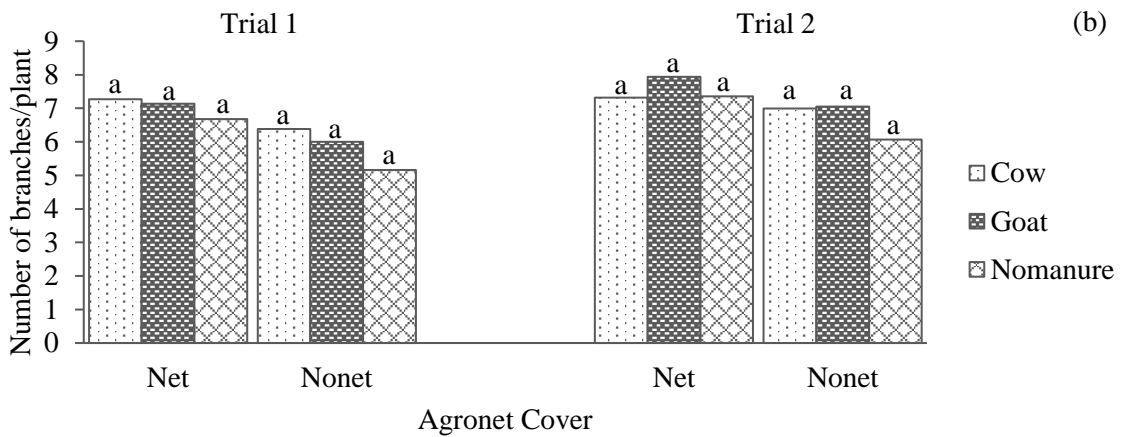 Trial 1 Trial 2 (b)
Number of branches/plant
9
8
7
6
5
4
3
2
1
0
a a a a a a a a a a a a
Net Nonet Net Nonet
Agronet Cover
Cow
Goat
Nomanure